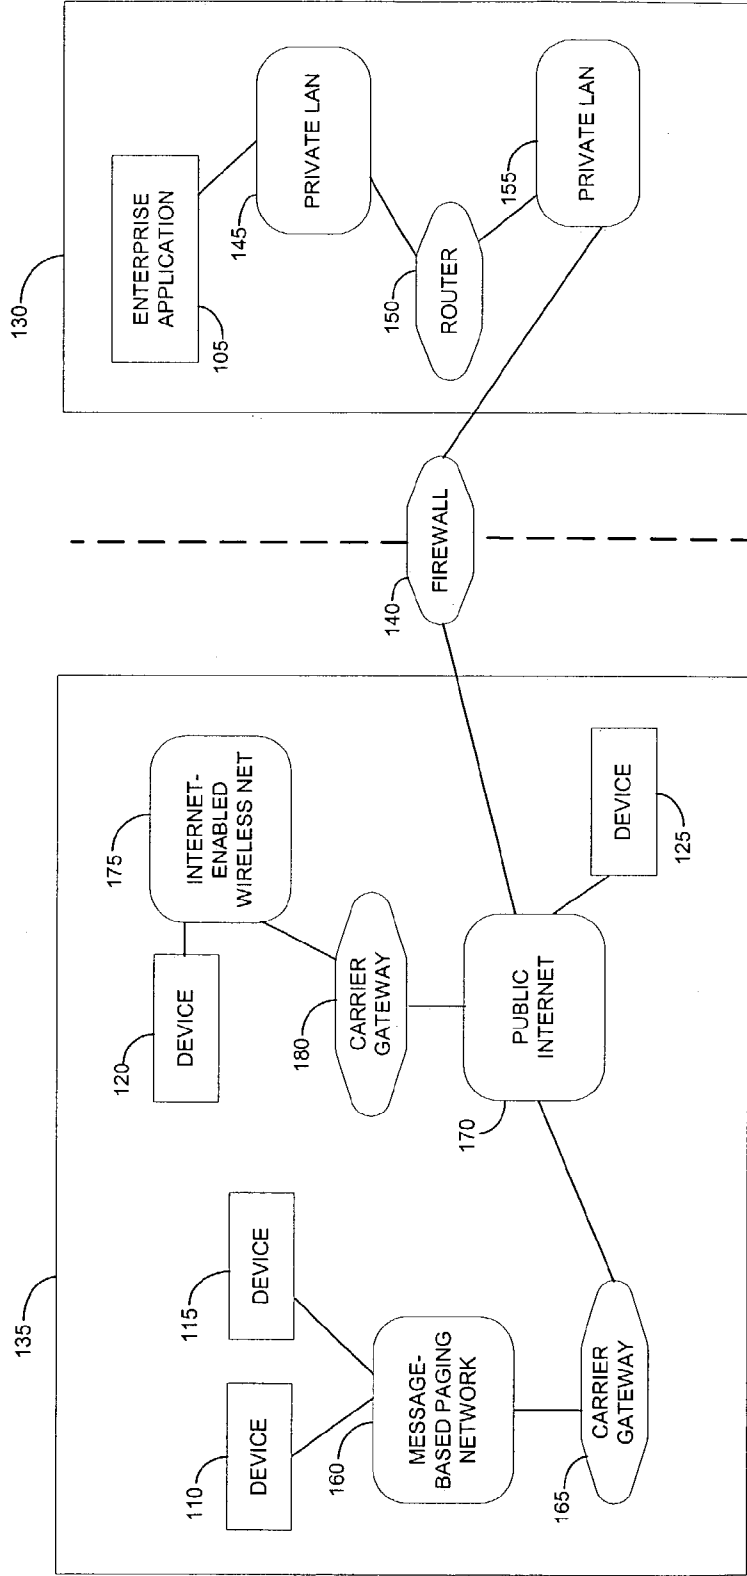 135
110
DEVICE
115
DEVICE
160
MESSAGE-
BASED PAGING
NETWORK
165
CARRIER
GATEWAY
120
DEVICE
175
INTERNET-
ENABLED
WIRELESS NET
180
CARRIER
GATEWAY
170
PUBLIC
INTERNET
DEVICE
125
140
FIREWALL
130
ENTERPRISE
APPLICATION
105
145
PRIVATE LAN
150
ROUTER
155
PRIVATE LAN